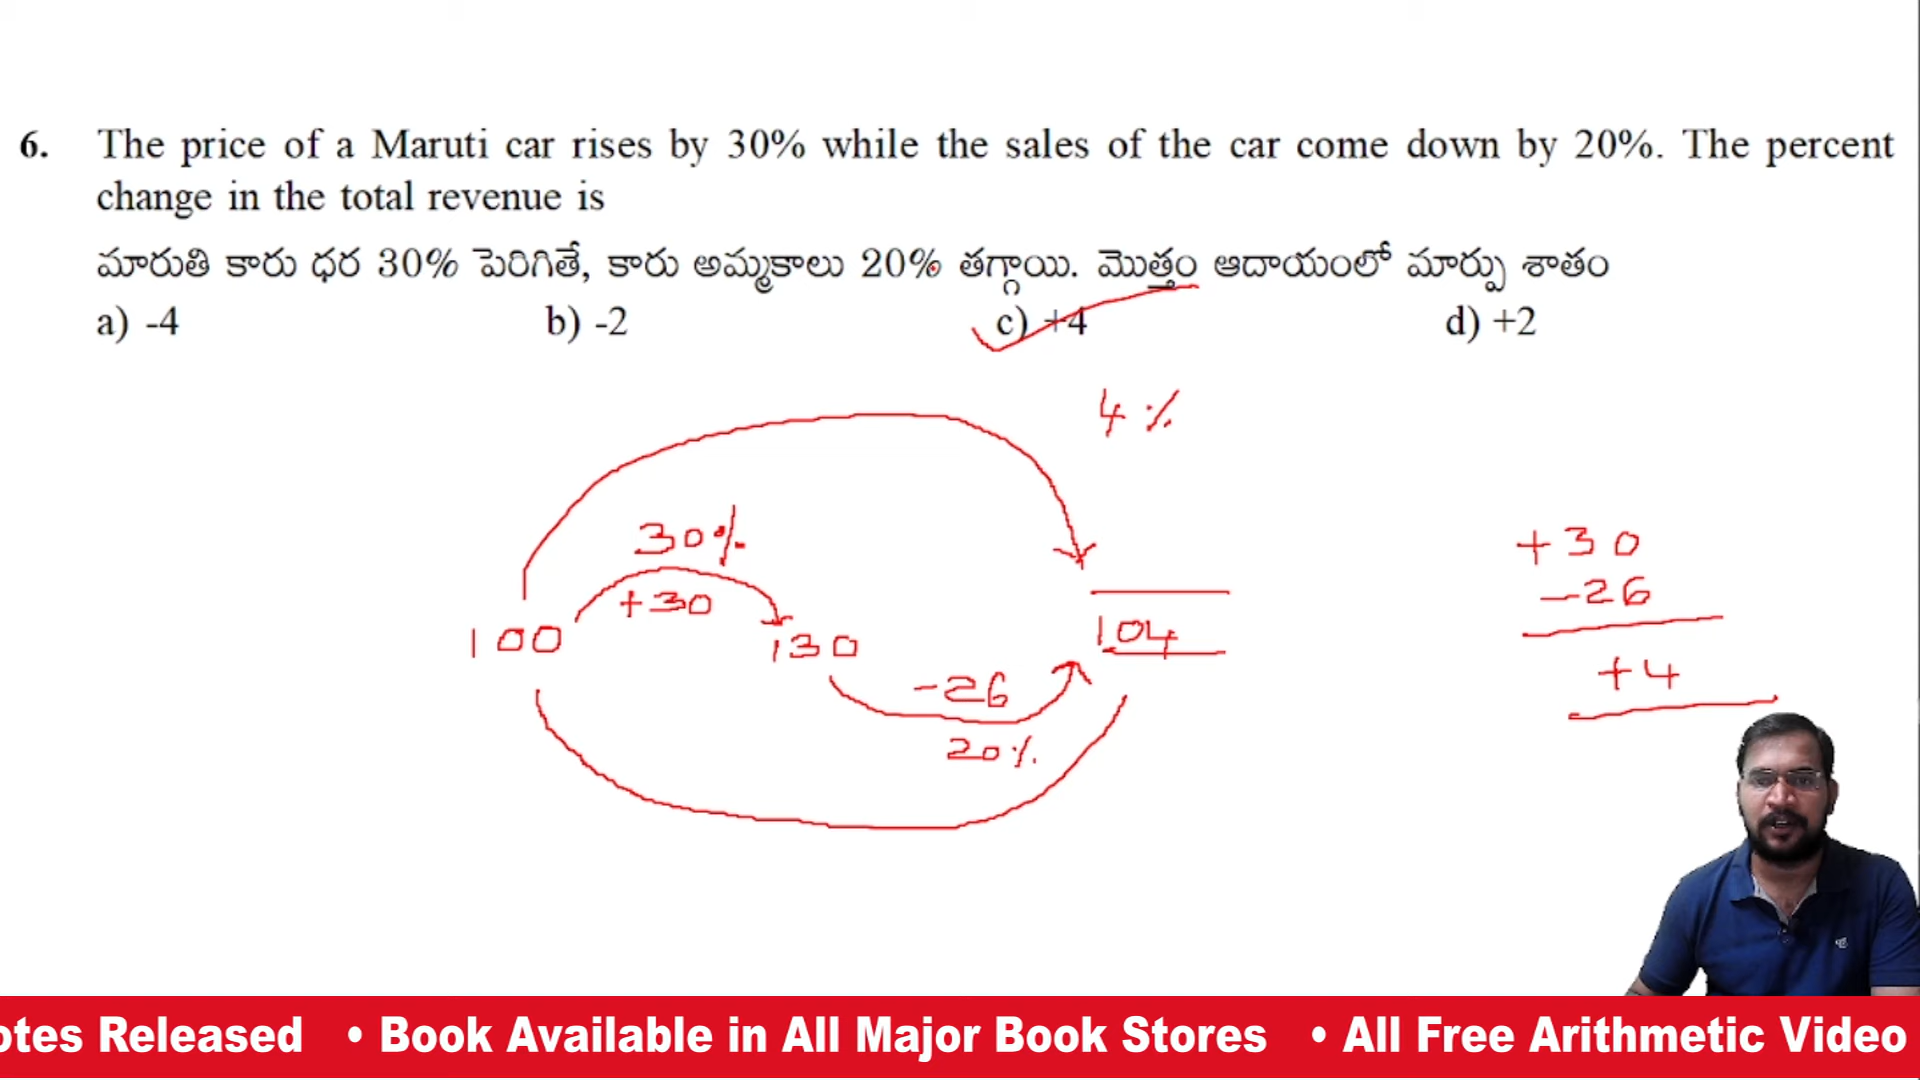 6. The price of a Maruti car rises by 30% while the sales of the car come down by 20%. The percent
change in the total revenue is
మారుతి కారు ధర 30% పెరిగితే, కారు అమ్మకాలు 20% తగ్గాయి. మొత్తం ఆదాయంలో మార్పు శాతం
a) -4 b) -2 c) +4 d) +2
4%
30%
+30
100 130 104
-26
20%
+30
-26
+4
otes Released • Book Available in All Major Book Stores • All Free Arithmetic Video